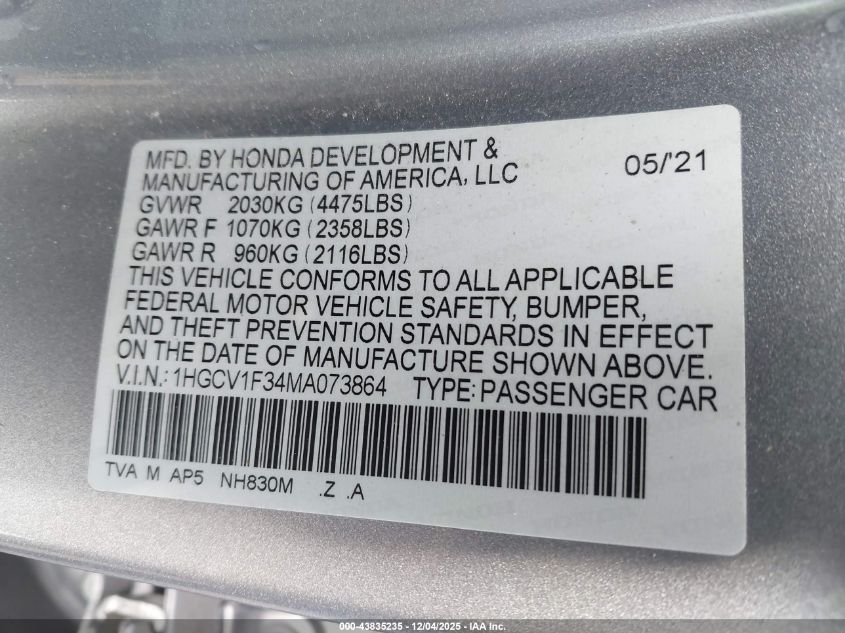 MFD. BY HONDA DEVELOPMENT &
MANUFACTURING OF AMERICA, LLC 05/'21
GVWR 2030KG (4475LBS)
GAWR F 1070KG (2358LBS)
GAWR R 960KG (2116LBS)
THIS VEHICLE CONFORMS TO ALL APPLICABLE
FEDERAL MOTOR VEHICLE SAFETY, BUMPER,
AND THEFT PREVENTION STANDARDS IN EFFECT
ON THE DATE OF MANUFACTURE SHOWN ABOVE.
V.I.N.: 1HGCV1F34MA073864 TYPE: PASSENGER CAR
TVA M AP5 NH830M .Z .A
000-43835235 - 12/04/2025 - IAA Inc.